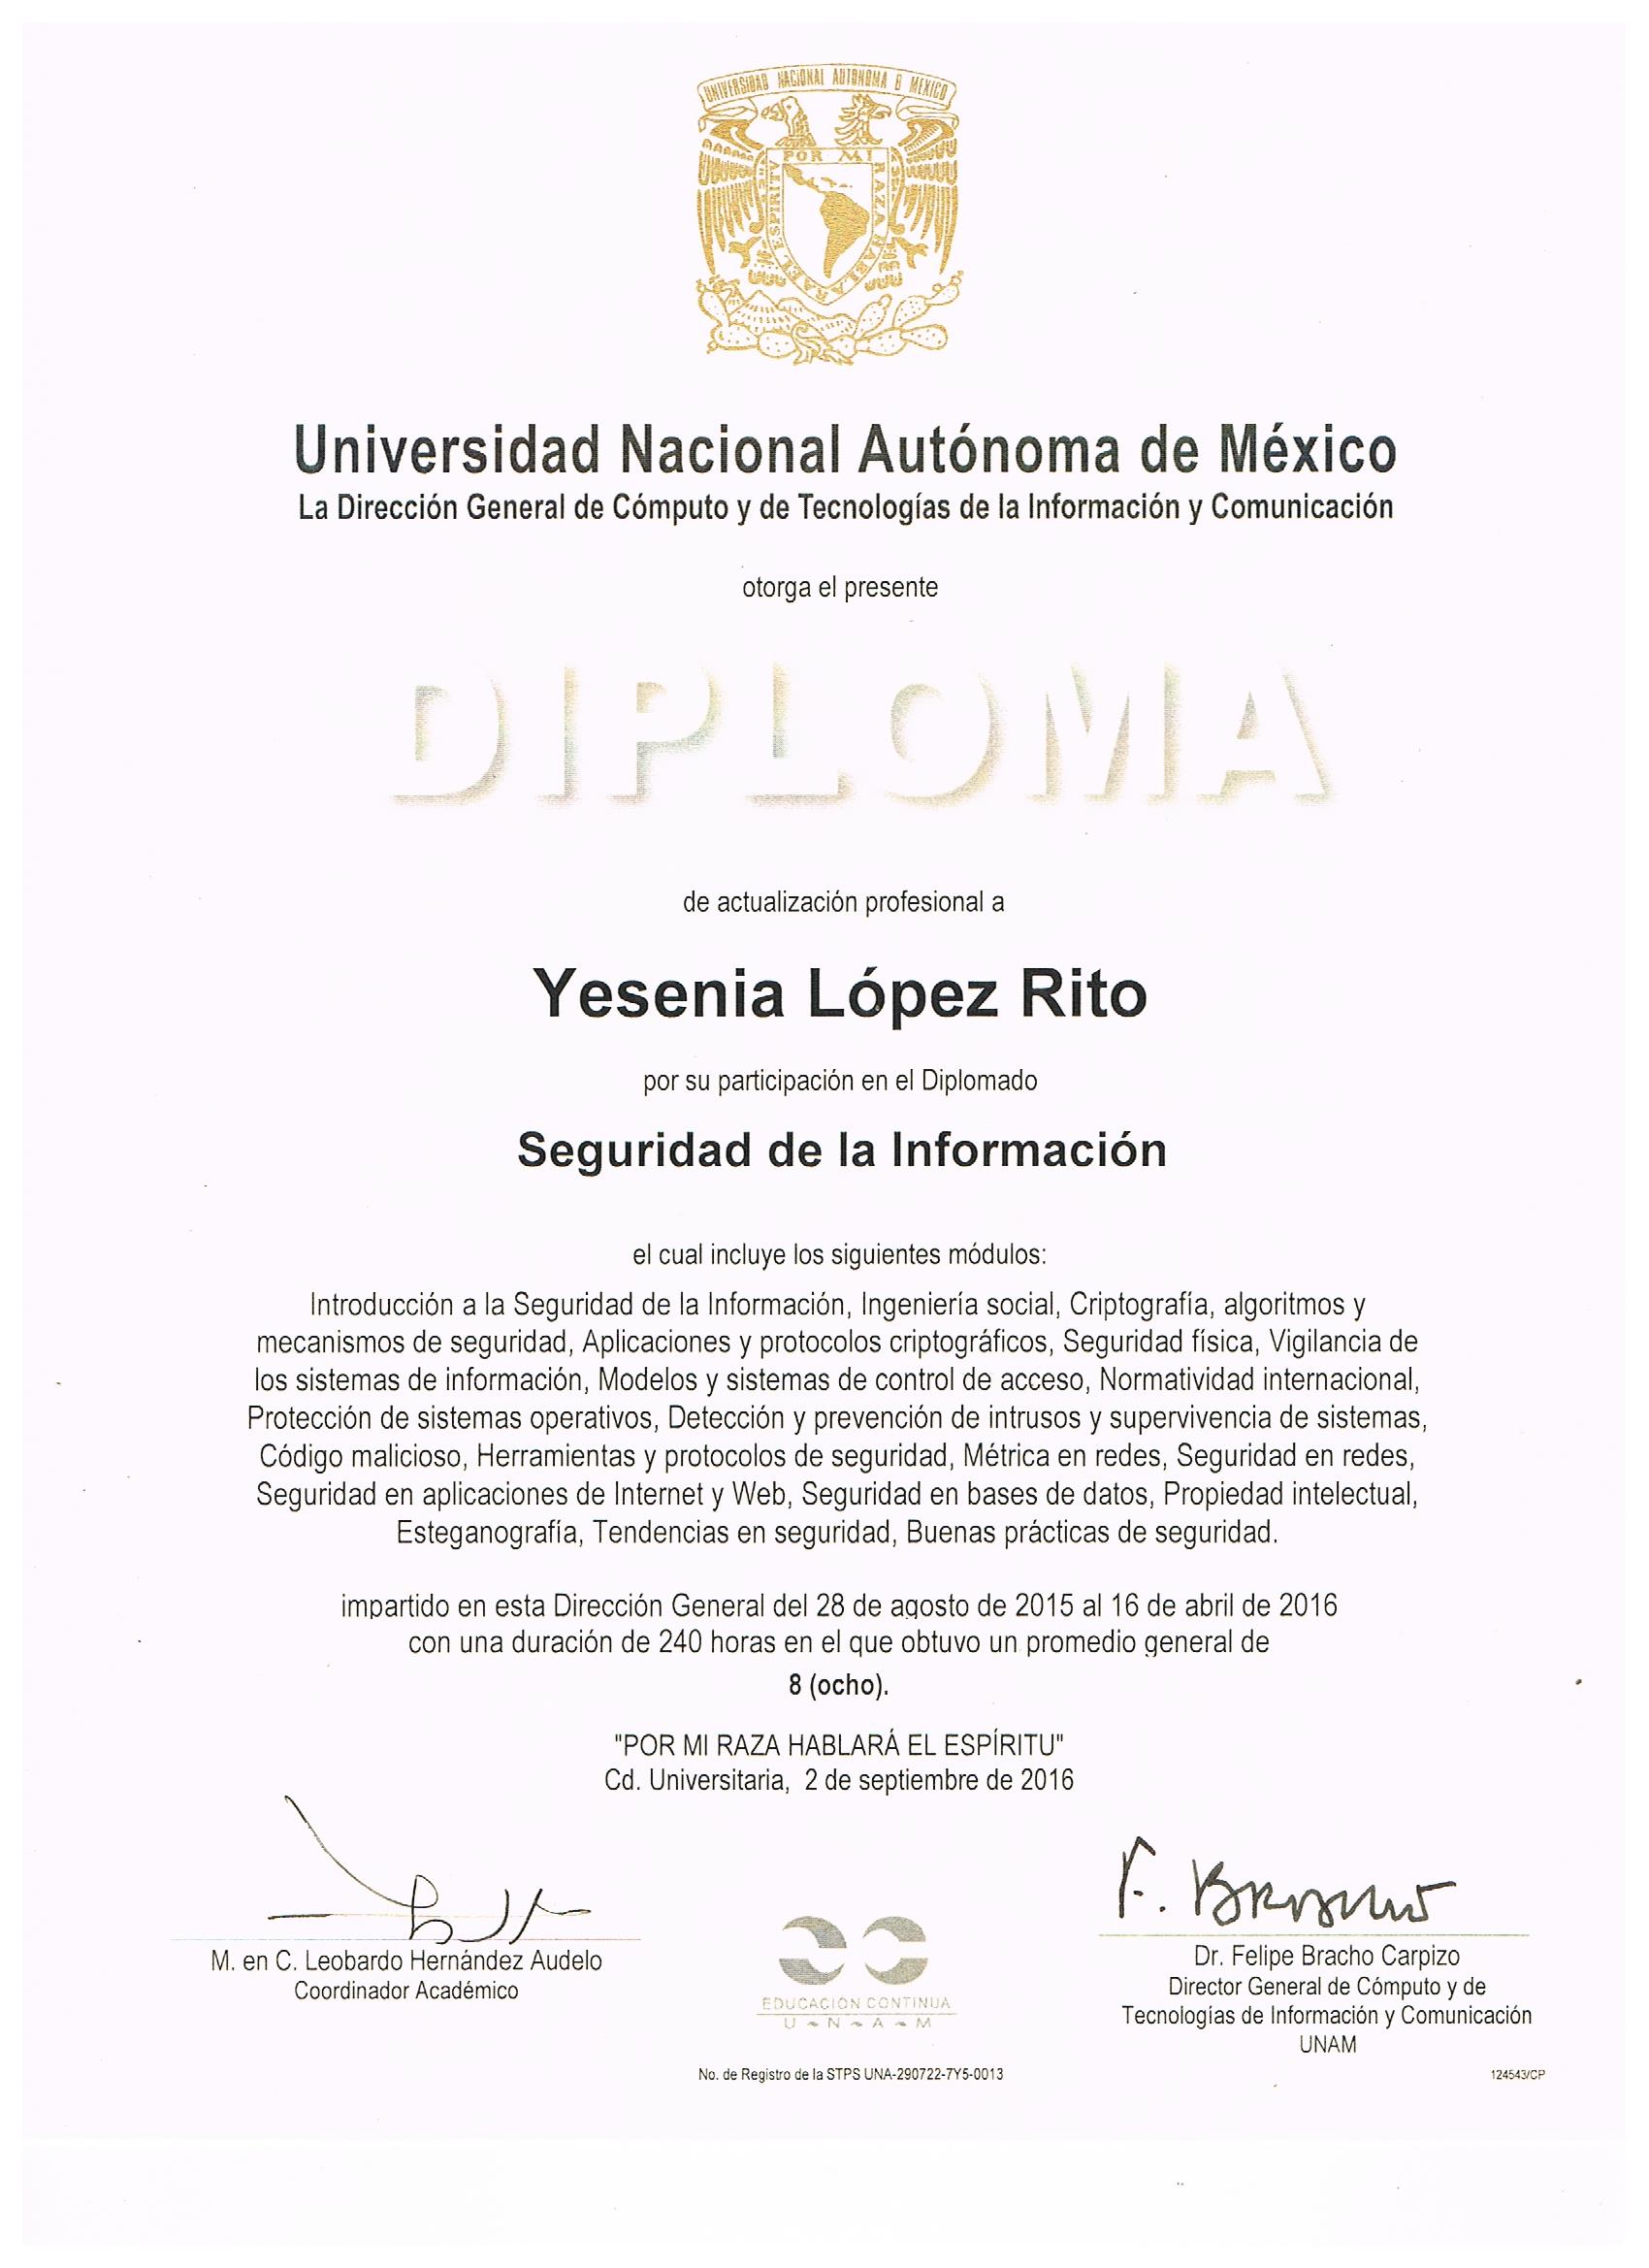 UNIVERSIDAD NACIONAL AUTONOMA D MEXICO
POR MI RAZA HABLARA EL ESPIRITU
Universidad Nacional Autónoma de México
La Dirección General de Cómputo y de Tecnologías de la Información y Comunicación
otorga el presente
DIPLOMA
de actualización profesional a
Yesenia López Rito
por su participación en el Diplomado
Seguridad de la Información
el cual incluye los siguientes módulos:
Introducción a la Seguridad de la Información, Ingeniería social, Criptografía, algoritmos y
mecanismos de seguridad, Aplicaciones y protocolos criptográficos, Seguridad física, Vigilancia de
los sistemas de información, Modelos y sistemas de control de acceso, Normatividad internacional,
Protección de sistemas operativos, Detección y prevención de intrusos y supervivencia de sistemas,
Código malicioso, Herramientas y protocolos de seguridad, Métrica en redes, Seguridad en redes,
Seguridad en aplicaciones de Internet y Web, Seguridad en bases de datos, Propiedad intelectual,
Esteganografía, Tendencias en seguridad, Buenas prácticas de seguridad.
impartido en esta Dirección General del 28 de agosto de 2015 al 16 de abril de 2016
con una duración de 240 horas en el que obtuvo un promedio general de
8 (ocho).
"POR MI RAZA HABLARÁ EL ESPÍRITU"
Cd. Universitaria, 2 de septiembre de 2016
M. en C. Leobardo Hernández Audelo
Coordinador Académico
EDUCACIÓN CONTINUA
U ~ N ~ A ~ M
F. Bracho
Dr. Felipe Bracho Carpizo
Director General de Cómputo y de
Tecnologías de Información y Comunicación
UNAM
No. de Registro de la STPS UNA-290722-7Y5-0013
124543/CP